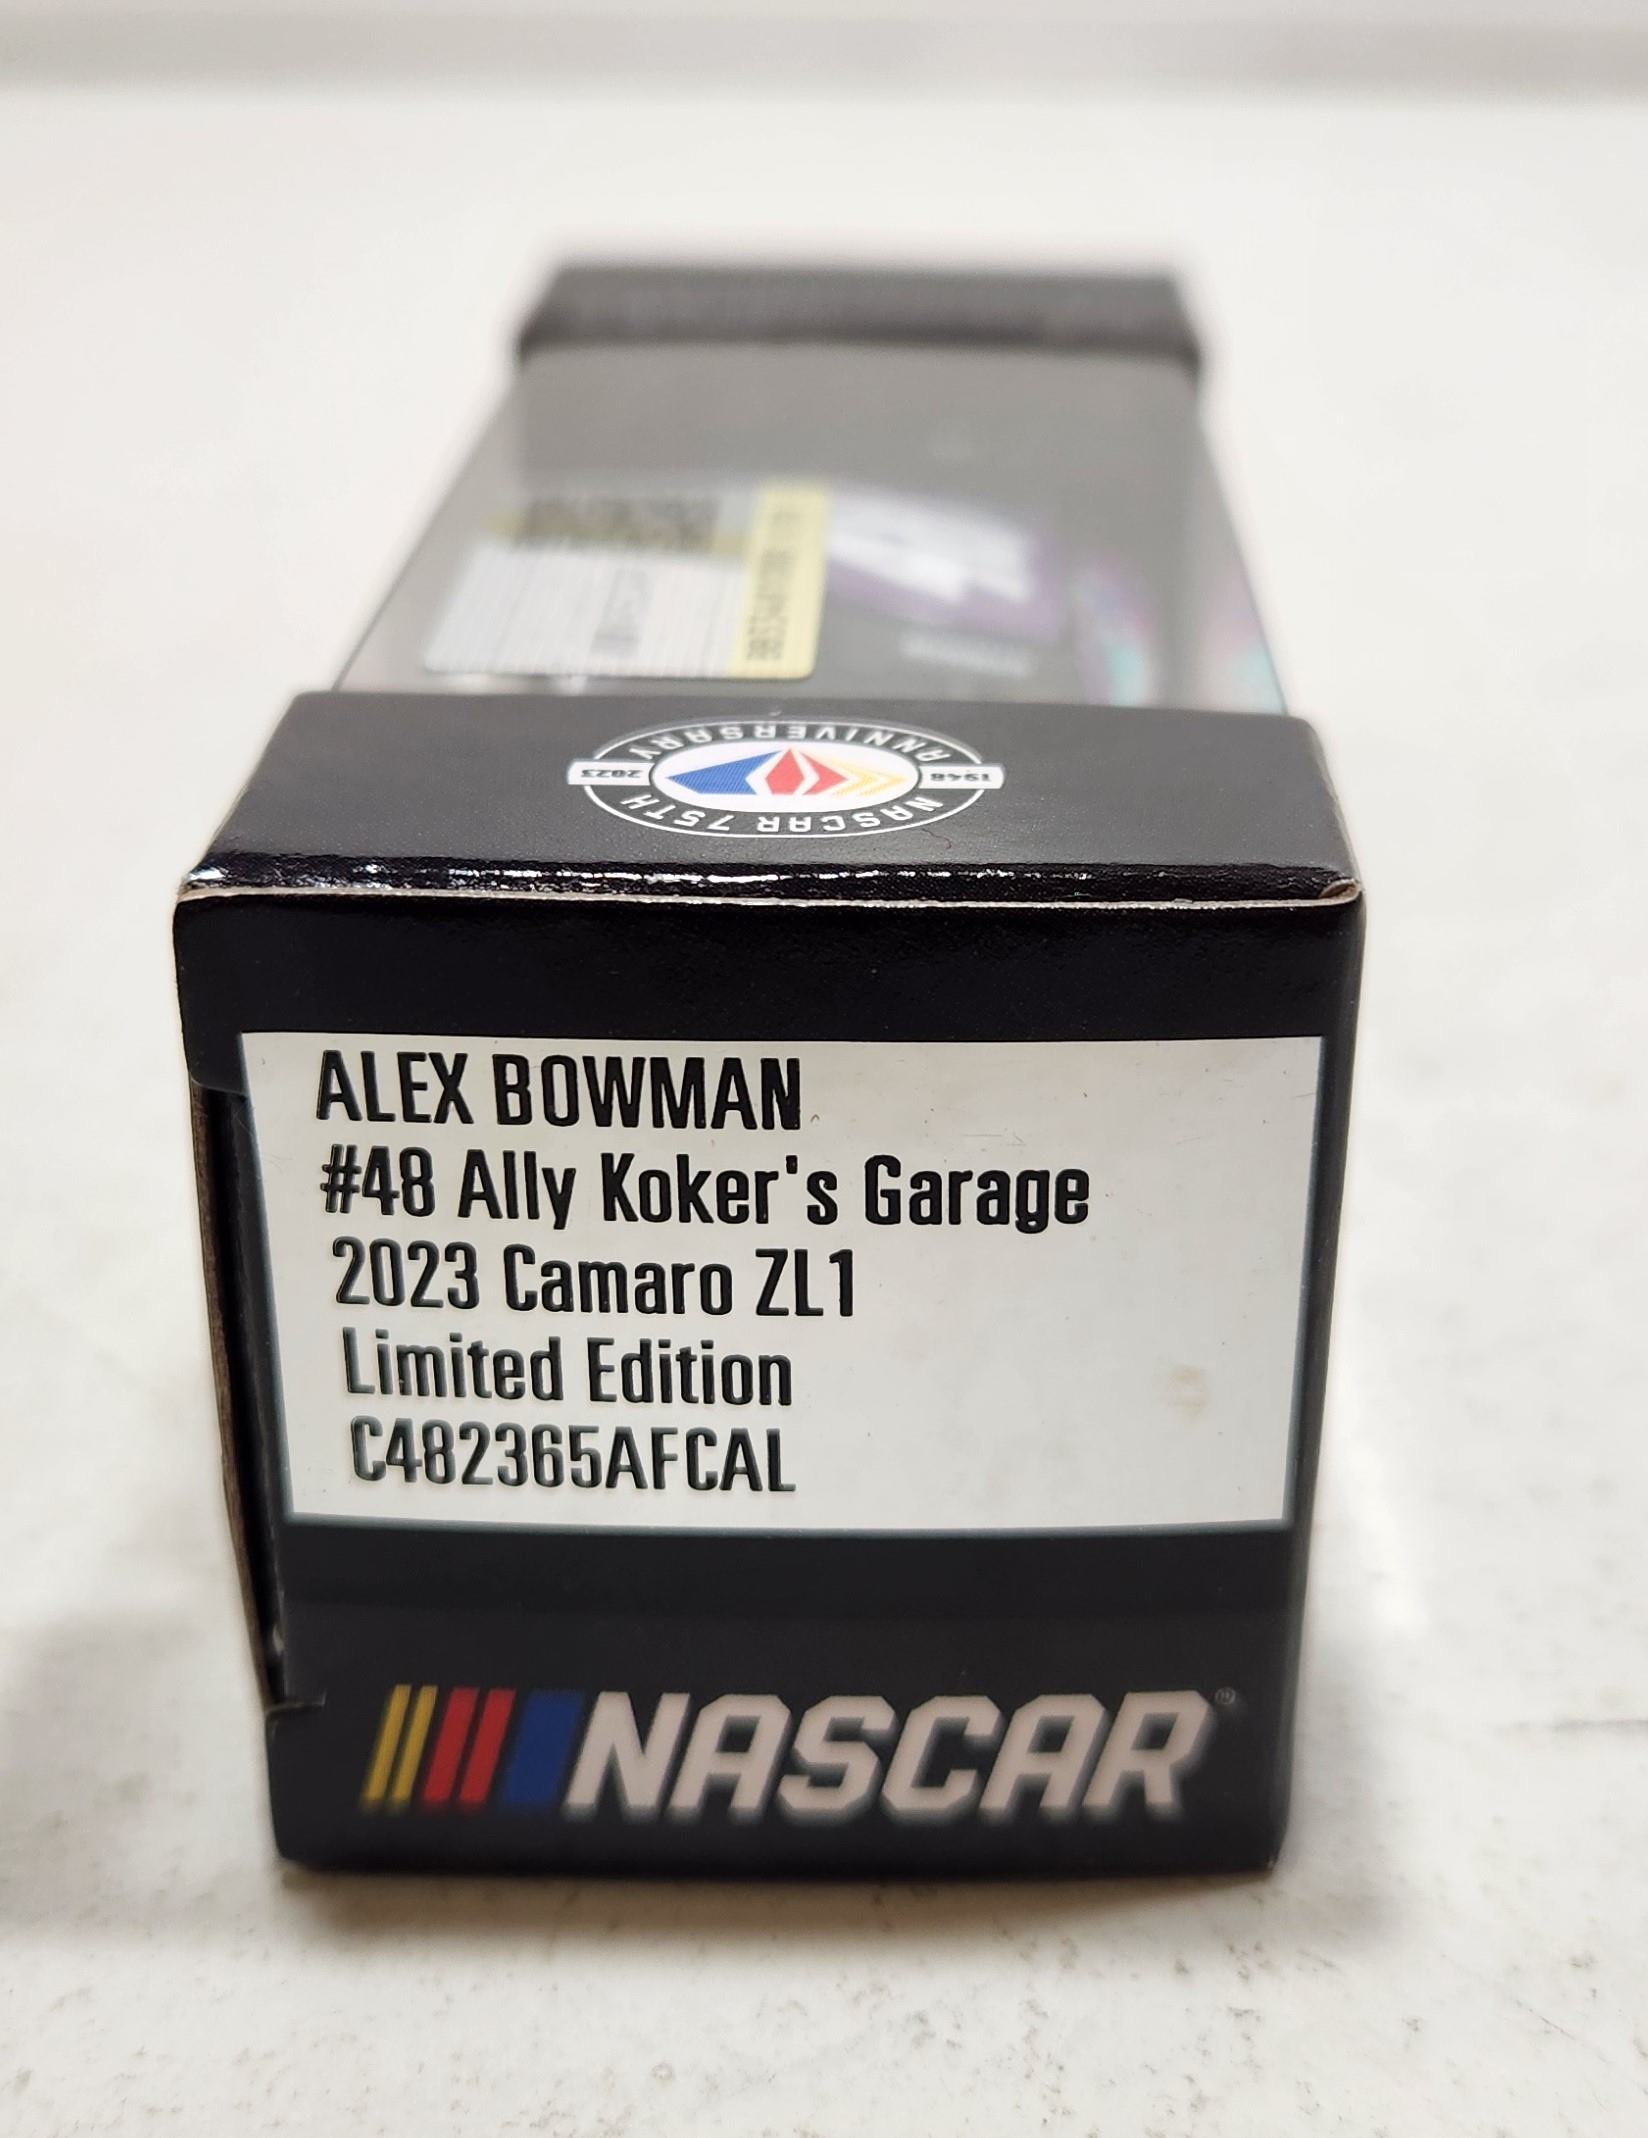 NASCAR 75TH ANNIVERSARY
1948 2023
ALEX BOWMAN
#48 Ally Koker's Garage
2023 Camaro ZL1
Limited Edition
C482365AFCAL
NASCAR®